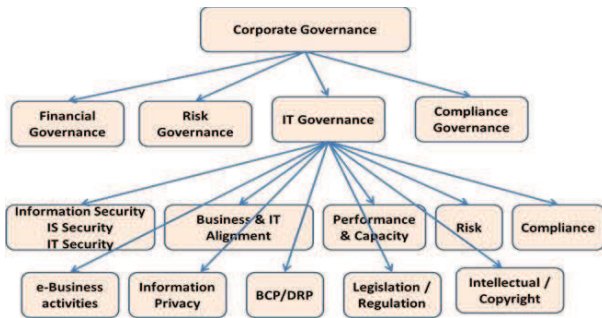 Corporate Governance
Financial
Governance
Risk
Governance
IT Governance
Compliance
Governance
Information Security
IS Security
IT Security
Business & IT
Alignment
Performance
& Capacity
Risk
Compliance
e-Business
activities
Information
Privacy
BCP/DRP
Legislation /
Regulation
Intellectual /
Copyright